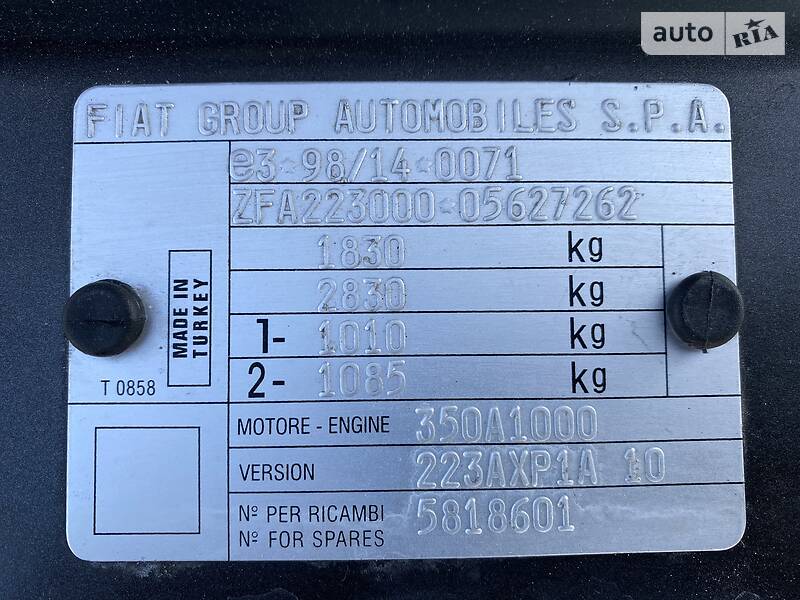 auto RIA
FIAT GROUP AUTOMOBILES S.P.A.
e3*98/14*0071
ZFA223000*05627262
1830 kg
2830 kg
1- 1010 kg
2- 1085 kg
MADE IN
TURKEY
T 0858
MOTORE - ENGINE 350A1000
VERSION 223AXP1A 10
Nº PER RICAMBI 5818601
Nº FOR SPARES